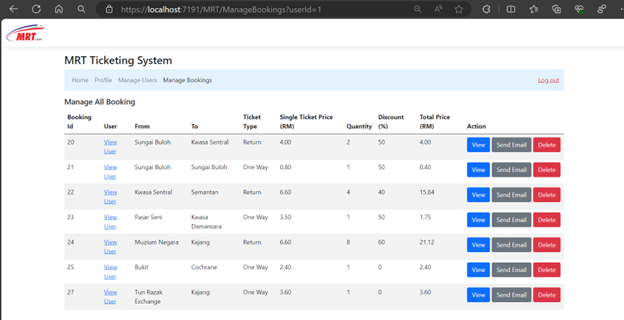 https://localhost:7191/MRT/ManageBookings?userId=1
MRT.com
MRT Ticketing System
Home Profile Manage Users Manage Bookings Log out
Manage All Booking
Booking Id User From To Ticket Type Single Ticket Price (RM) Quantity Discount (%) Total Price (RM) Action
20 View User Sungai Buloh Kwasa Sentral Return 4.00 2 50 4.00 View Send Email Delete
21 View User Sungai Buloh Sungai Buloh One Way 0.80 1 50 0.40 View Send Email Delete
22 View User Kwasa Sentral Semantan Return 6.60 4 40 15.84 View Send Email Delete
23 View User Pasar Seni Kwasa Damansara One Way 3.50 1 50 1.75 View Send Email Delete
24 View User Muzium Negara Kajang Return 6.60 8 60 21.12 View Send Email Delete
25 View User Bukit Cochrane One Way 2.40 1 0 2.40 View Send Email Delete
27 View User Tun Razak Exchange Kajang One Way 3.60 1 0 3.60 View Send Email Delete